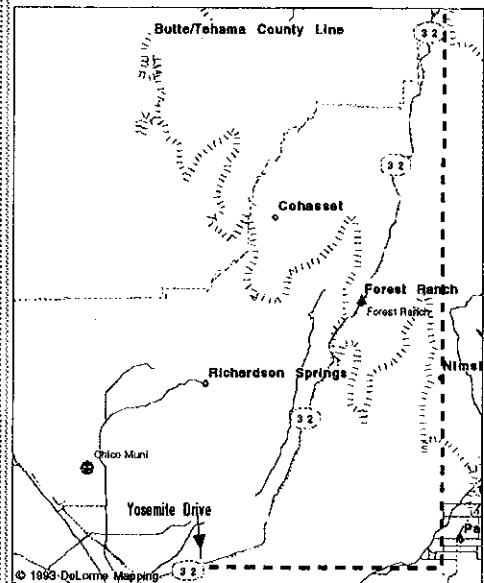 Butte/Tehama County Line
32
32
Cohasset
Forest Ranch
Forest Ranch
Nimsh
Richardson Springs
32
Chico Muni
Yosemite Drive
Pa
32
© 1993 DeLorme Mapping